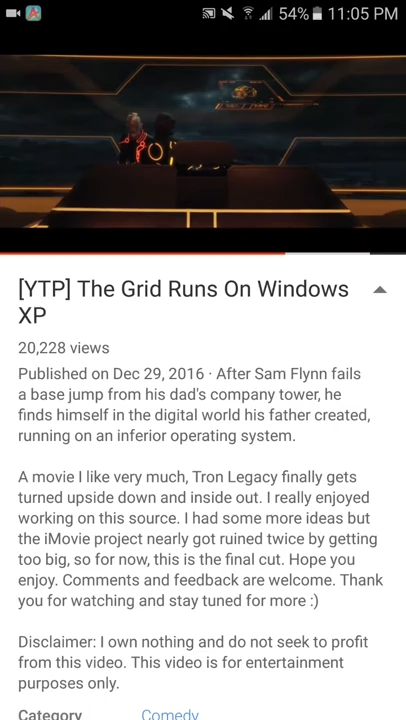 54% 11:05 PM
[YTP] The Grid Runs On Windows
XP
20,228 views
Published on Dec 29, 2016 · After Sam Flynn fails
a base jump from his dad's company tower, he
finds himself in the digital world his father created,
running on an inferior operating system.
A movie I like very much, Tron Legacy finally gets
turned upside down and inside out. I really enjoyed
working on this source. I had some more ideas but
the iMovie project nearly got ruined twice by getting
too big, so for now, this is the final cut. Hope you
enjoy. Comments and feedback are welcome. Thank
you for watching and stay tuned for more :)
Disclaimer: I own nothing and do not seek to profit
from this video. This video is for entertainment
purposes only.
Category Comedy